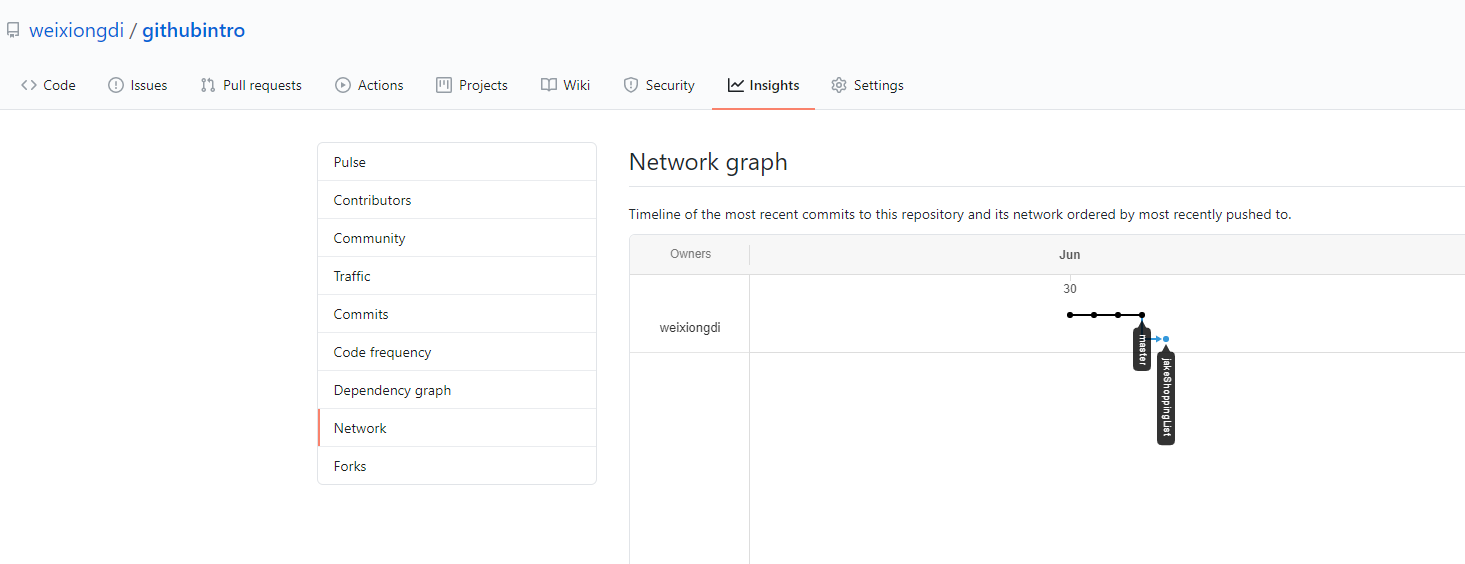 weixiongdi / githubintro
Code Issues Pull requests Actions Projects Wiki Security Insights Settings
Pulse
Contributors
Community
Traffic
Commits
Code frequency
Dependency graph
Network
Forks
Network graph
Timeline of the most recent commits to this repository and its network ordered by most recently pushed to.
Owners
Jun
30
weixiongdi
master
jakeShoppingList